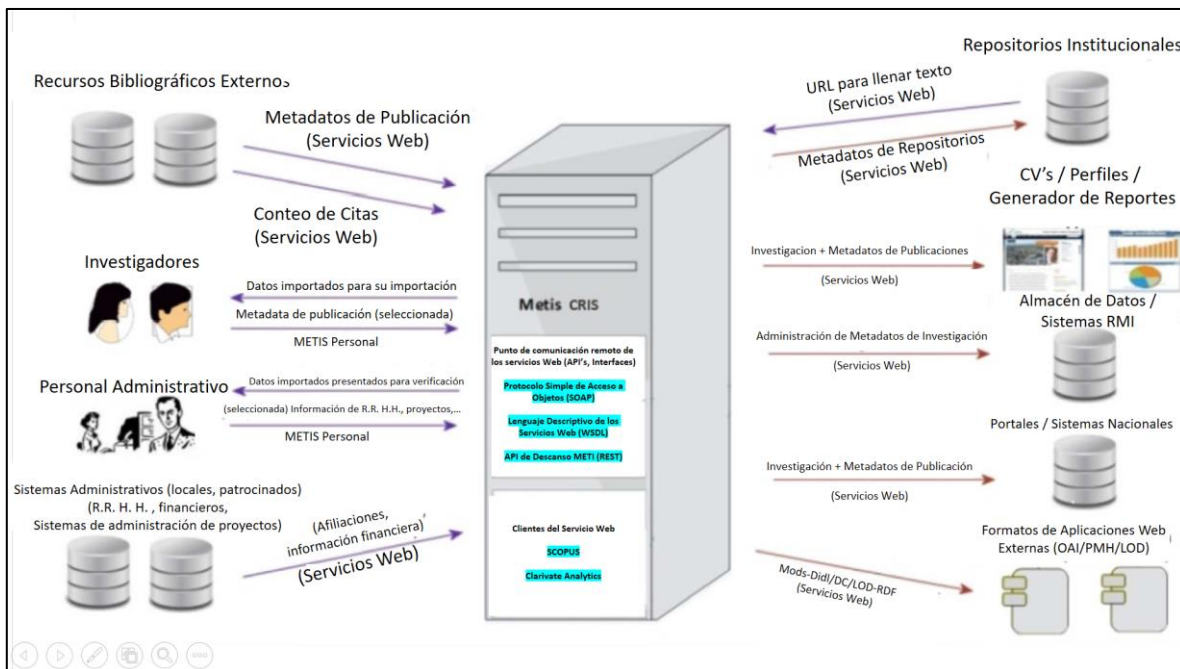 Repositorios Institucionales
Recursos Bibliográficos Externos
URL para llenar texto
(Servicios Web)
Metadatos de Publicación
(Servicios Web)
Metadatos de Repositorios
(Servicios Web)
CV's / Perfiles /
Generador de Reportes
Conteo de Citas
(Servicios Web)
Investigadores
Datos importados para su importación
Metadata de publicación (seleccionada)
METIS Personal
Investigacion + Metadatos de Publicaciones
(Servicios Web)
Almacén de Datos /
Sistemas RMI
Metis CRIS
Administración de Metadatos de Investigación
(Servicios Web)
Punto de comunicación remoto de
los servicios Web (API's, Interfaces)
Protocolo Simple de Acceso a
Objetos (SOAP)
Lenguaje Descriptivo de los
Servicios Web (WSDL)
API de Descanso METI (REST)
Personal Administrativo
Datos importados presentados para verificación
(seleccionada) Información de R.R. H.H., proyectos,...
METIS Personal
Portales / Sistemas Nacionales
Investigación + Metadatos de Publicación
(Servicios Web)
Sistemas Administrativos (locales, patrocinados)
(R.R. H. H. , financieros,
Sistemas de administración de proyectos)
(Afiliaciones,
información financiera)
(Servicios Web)
Clientes del Servicio Web
SCOPUS
Clarivate Analytics
Formatos de Aplicaciones Web
Externas (OAI/PMH/LOD)
Mods-Didl/DC/LOD-RDF
(Servicios Web)